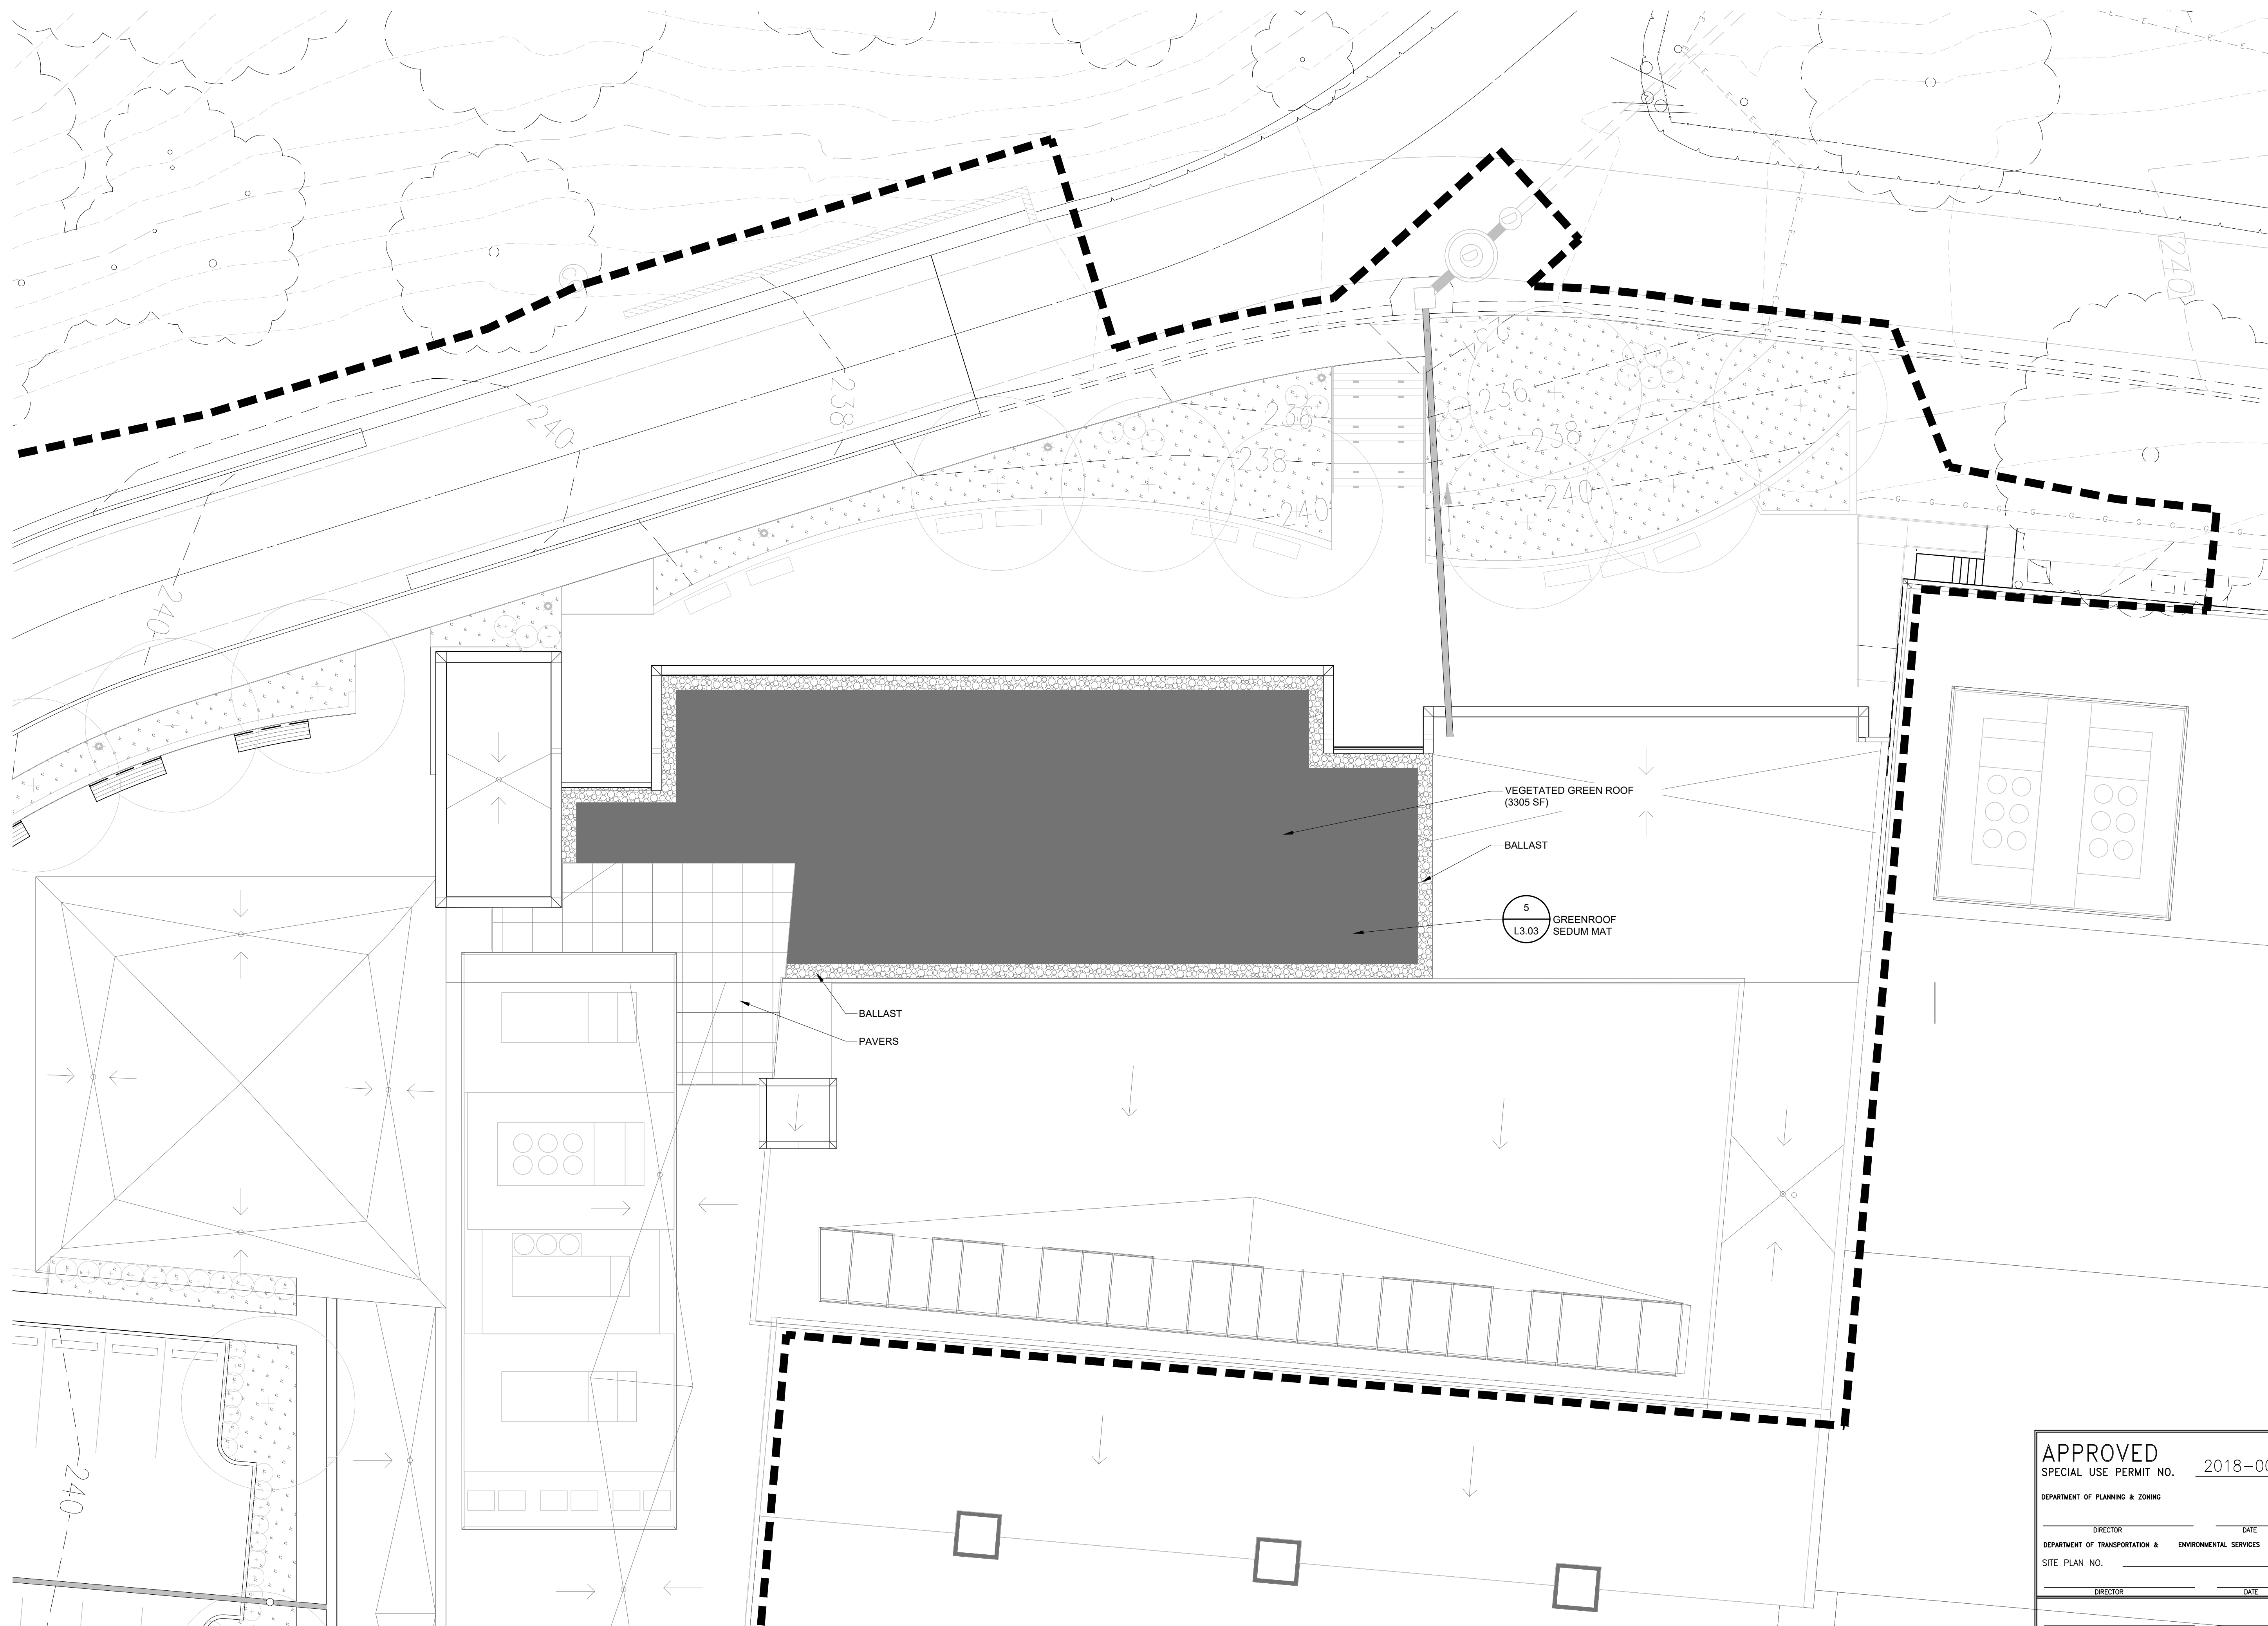 240
238
236
238
240
236
238
240
240
240
VEGETATED GREEN ROOF
(3305 SF)
BALLAST
5
L3.03
GREENROOF
SEDUM MAT
BALLAST
PAVERS
240
APPROVED
SPECIAL USE PERMIT NO. 2018-00
DEPARTMENT OF PLANNING & ZONING
DIRECTOR DATE
DEPARTMENT OF TRANSPORTATION & ENVIRONMENTAL SERVICES
SITE PLAN NO.
DIRECTOR DATE